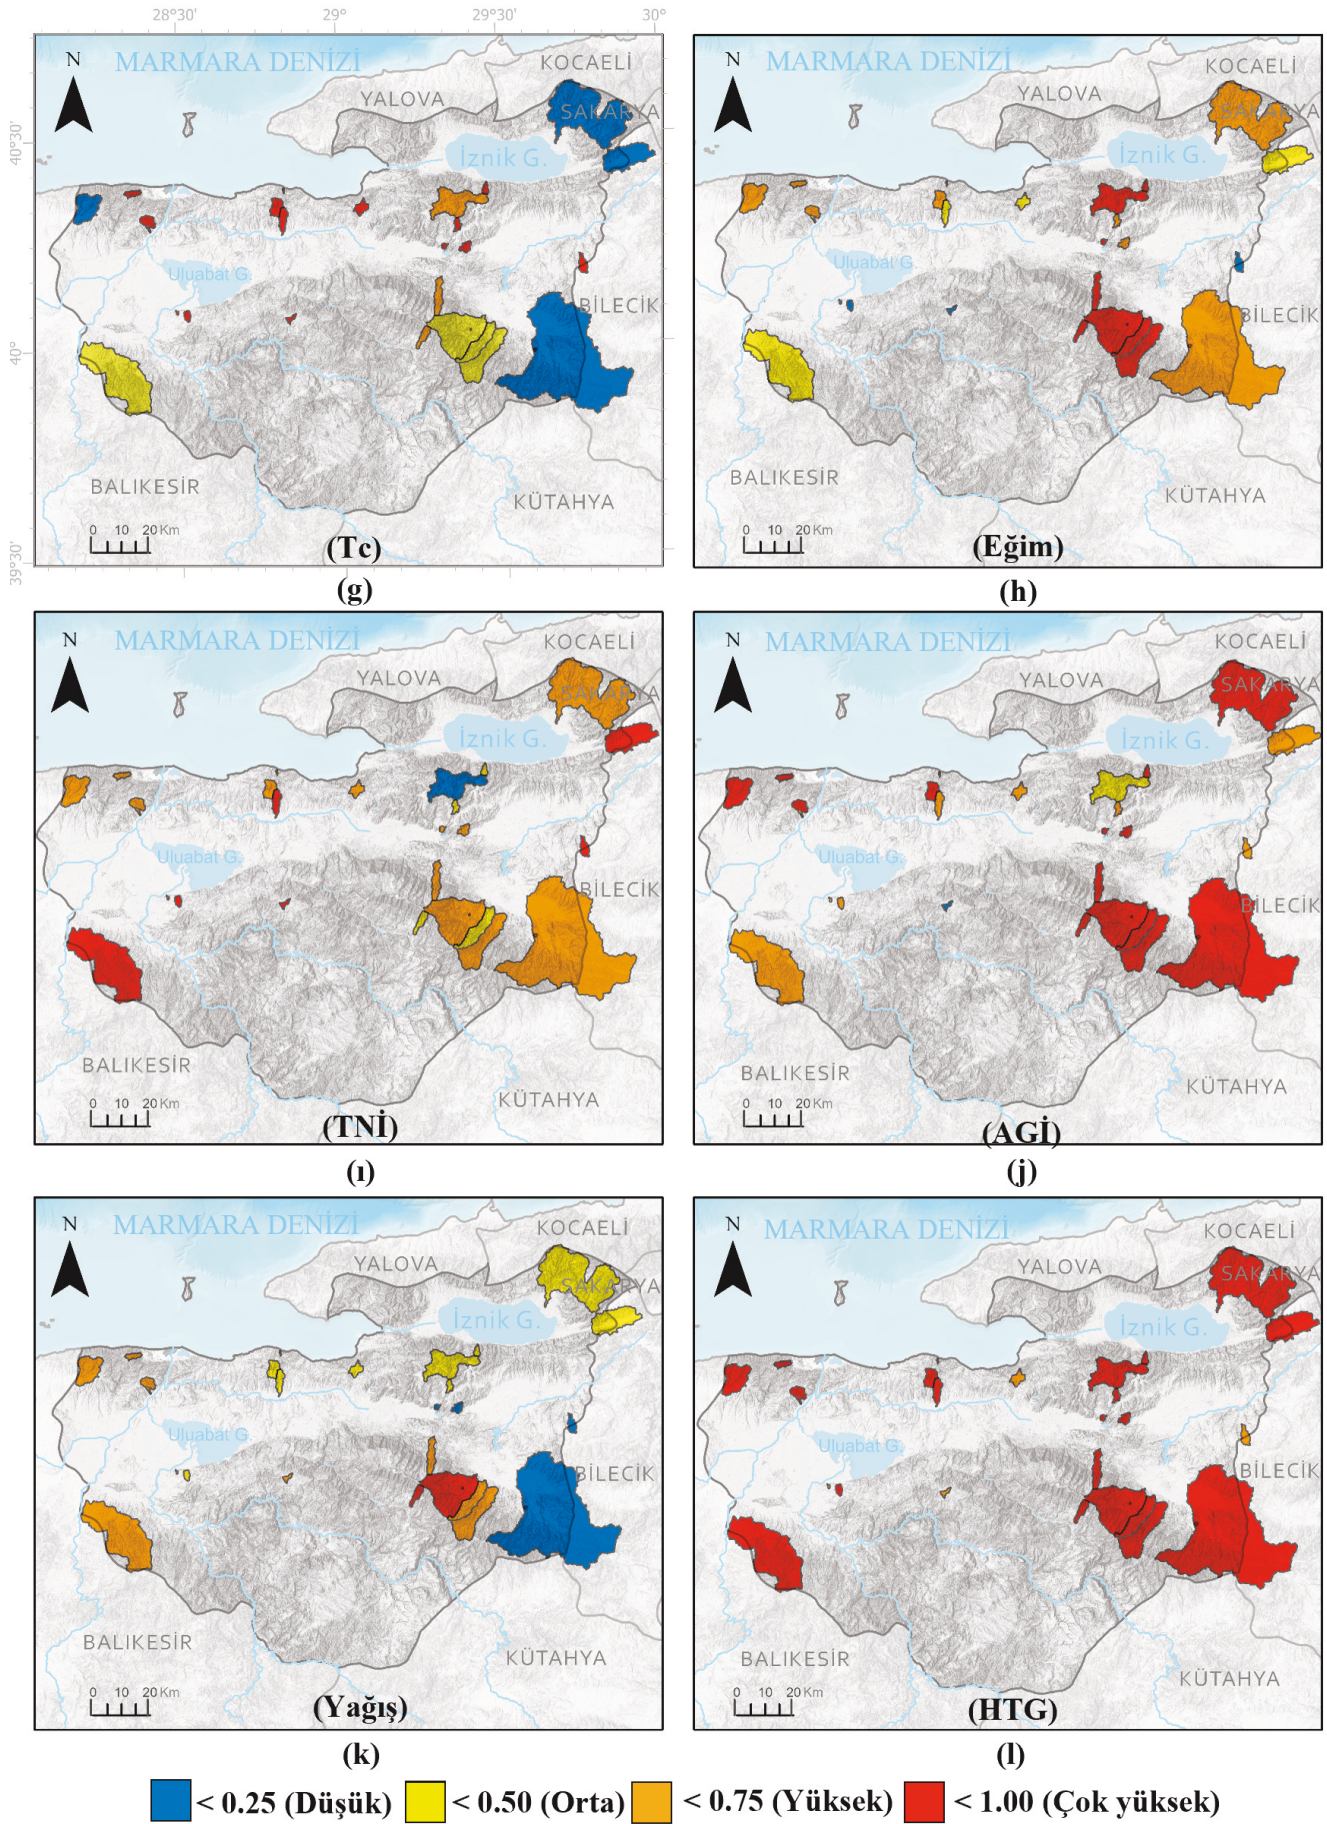 28°30' 29° 29°30' 30°
40°30'
40°
39°30'
N
MARMARA DENİZİ
KOCAELİ
YALOVA
SAKARYA
İznik G.
Uluabat G.
BİLECİK
BALIKESİR
KÜTAHYA
0 10 20 Km
(Tc)
(g)
N
MARMARA DENİZİ
KOCAELİ
YALOVA
SAKARYA
İznik G.
Uluabat G.
BİLECİK
BALIKESİR
KÜTAHYA
0 10 20 Km
(Eğim)
(h)
N
MARMARA DENİZİ
KOCAELİ
YALOVA
SAKARYA
İznik G.
Uluabat G.
BİLECİK
BALIKESİR
KÜTAHYA
0 10 20 Km
(TNİ)
(ı)
N
MARMARA DENİZİ
KOCAELİ
YALOVA
SAKARYA
İznik G.
Uluabat G.
BİLECİK
BALIKESİR
KÜTAHYA
0 10 20 Km
(AGİ)
(j)
N
MARMARA DENİZİ
KOCAELİ
YALOVA
SAKARYA
İznik G.
Uluabat G.
BİLECİK
BALIKESİR
KÜTAHYA
0 10 20 Km
(Yağış)
(k)
N
MARMARA DENİZİ
KOCAELİ
YALOVA
SAKARYA
İznik G.
Uluabat G.
BİLECİK
BALIKESİR
KÜTAHYA
0 10 20 Km
(HTG)
(l)
< 0.25 (Düşük) < 0.50 (Orta) < 0.75 (Yüksek) < 1.00 (Çok yüksek)